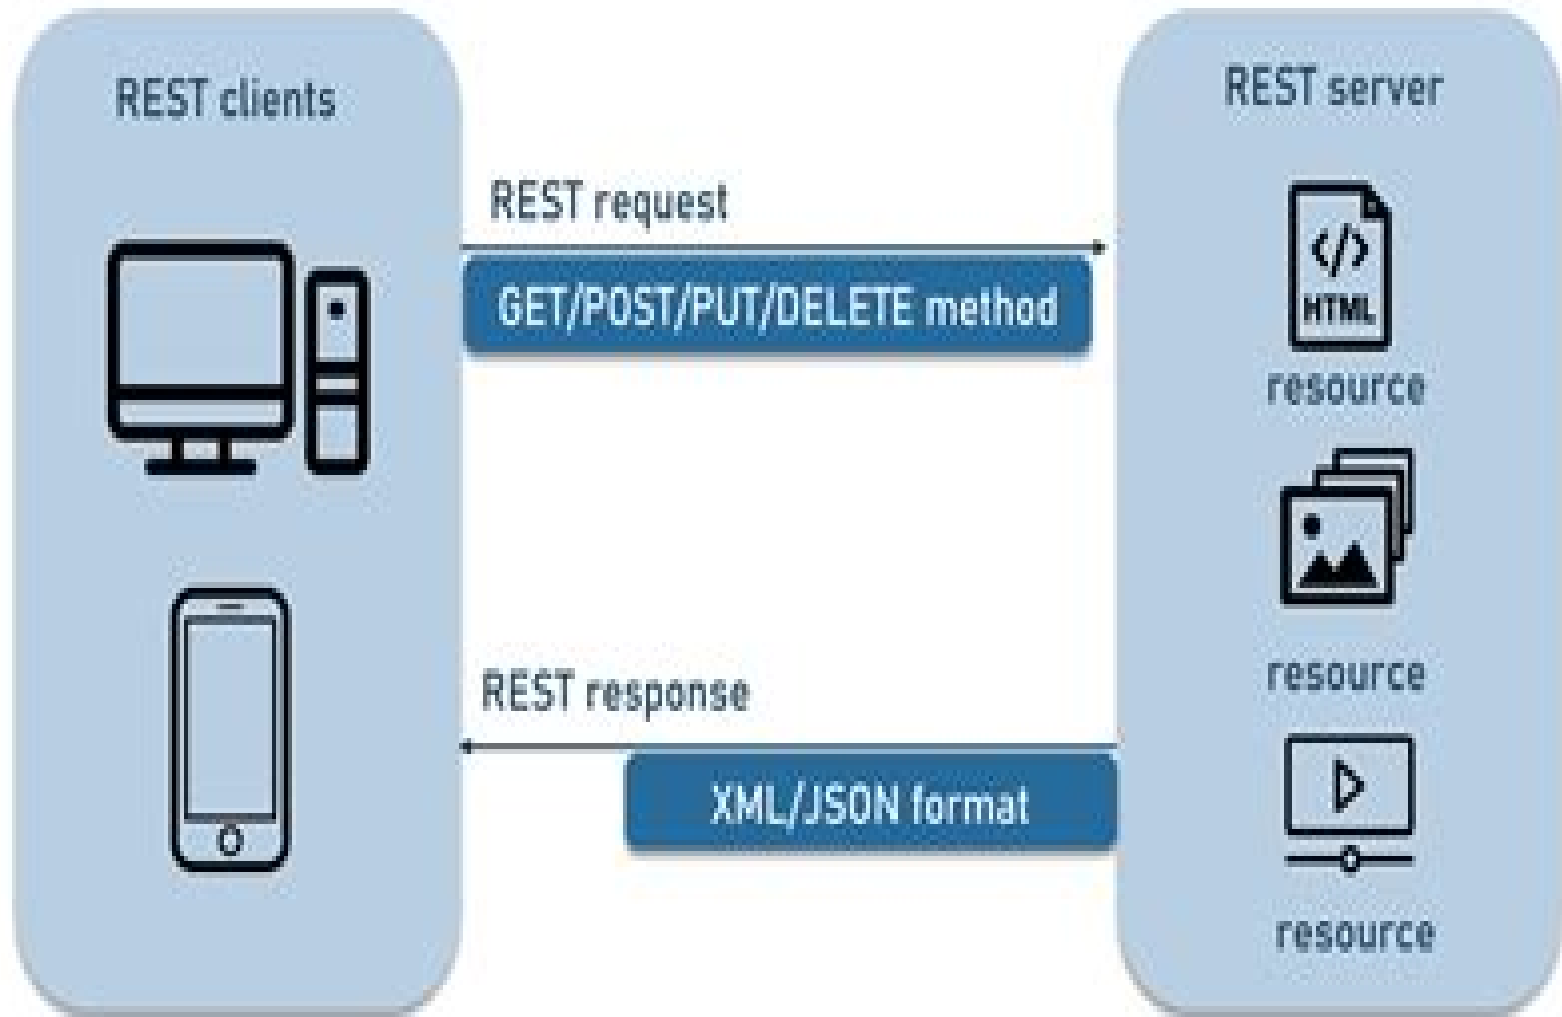 REST clients
REST request
GET/POST/PUT/DELETE method
REST response
XML/JSON format
REST server
</>
HTML
resource
resource
resource